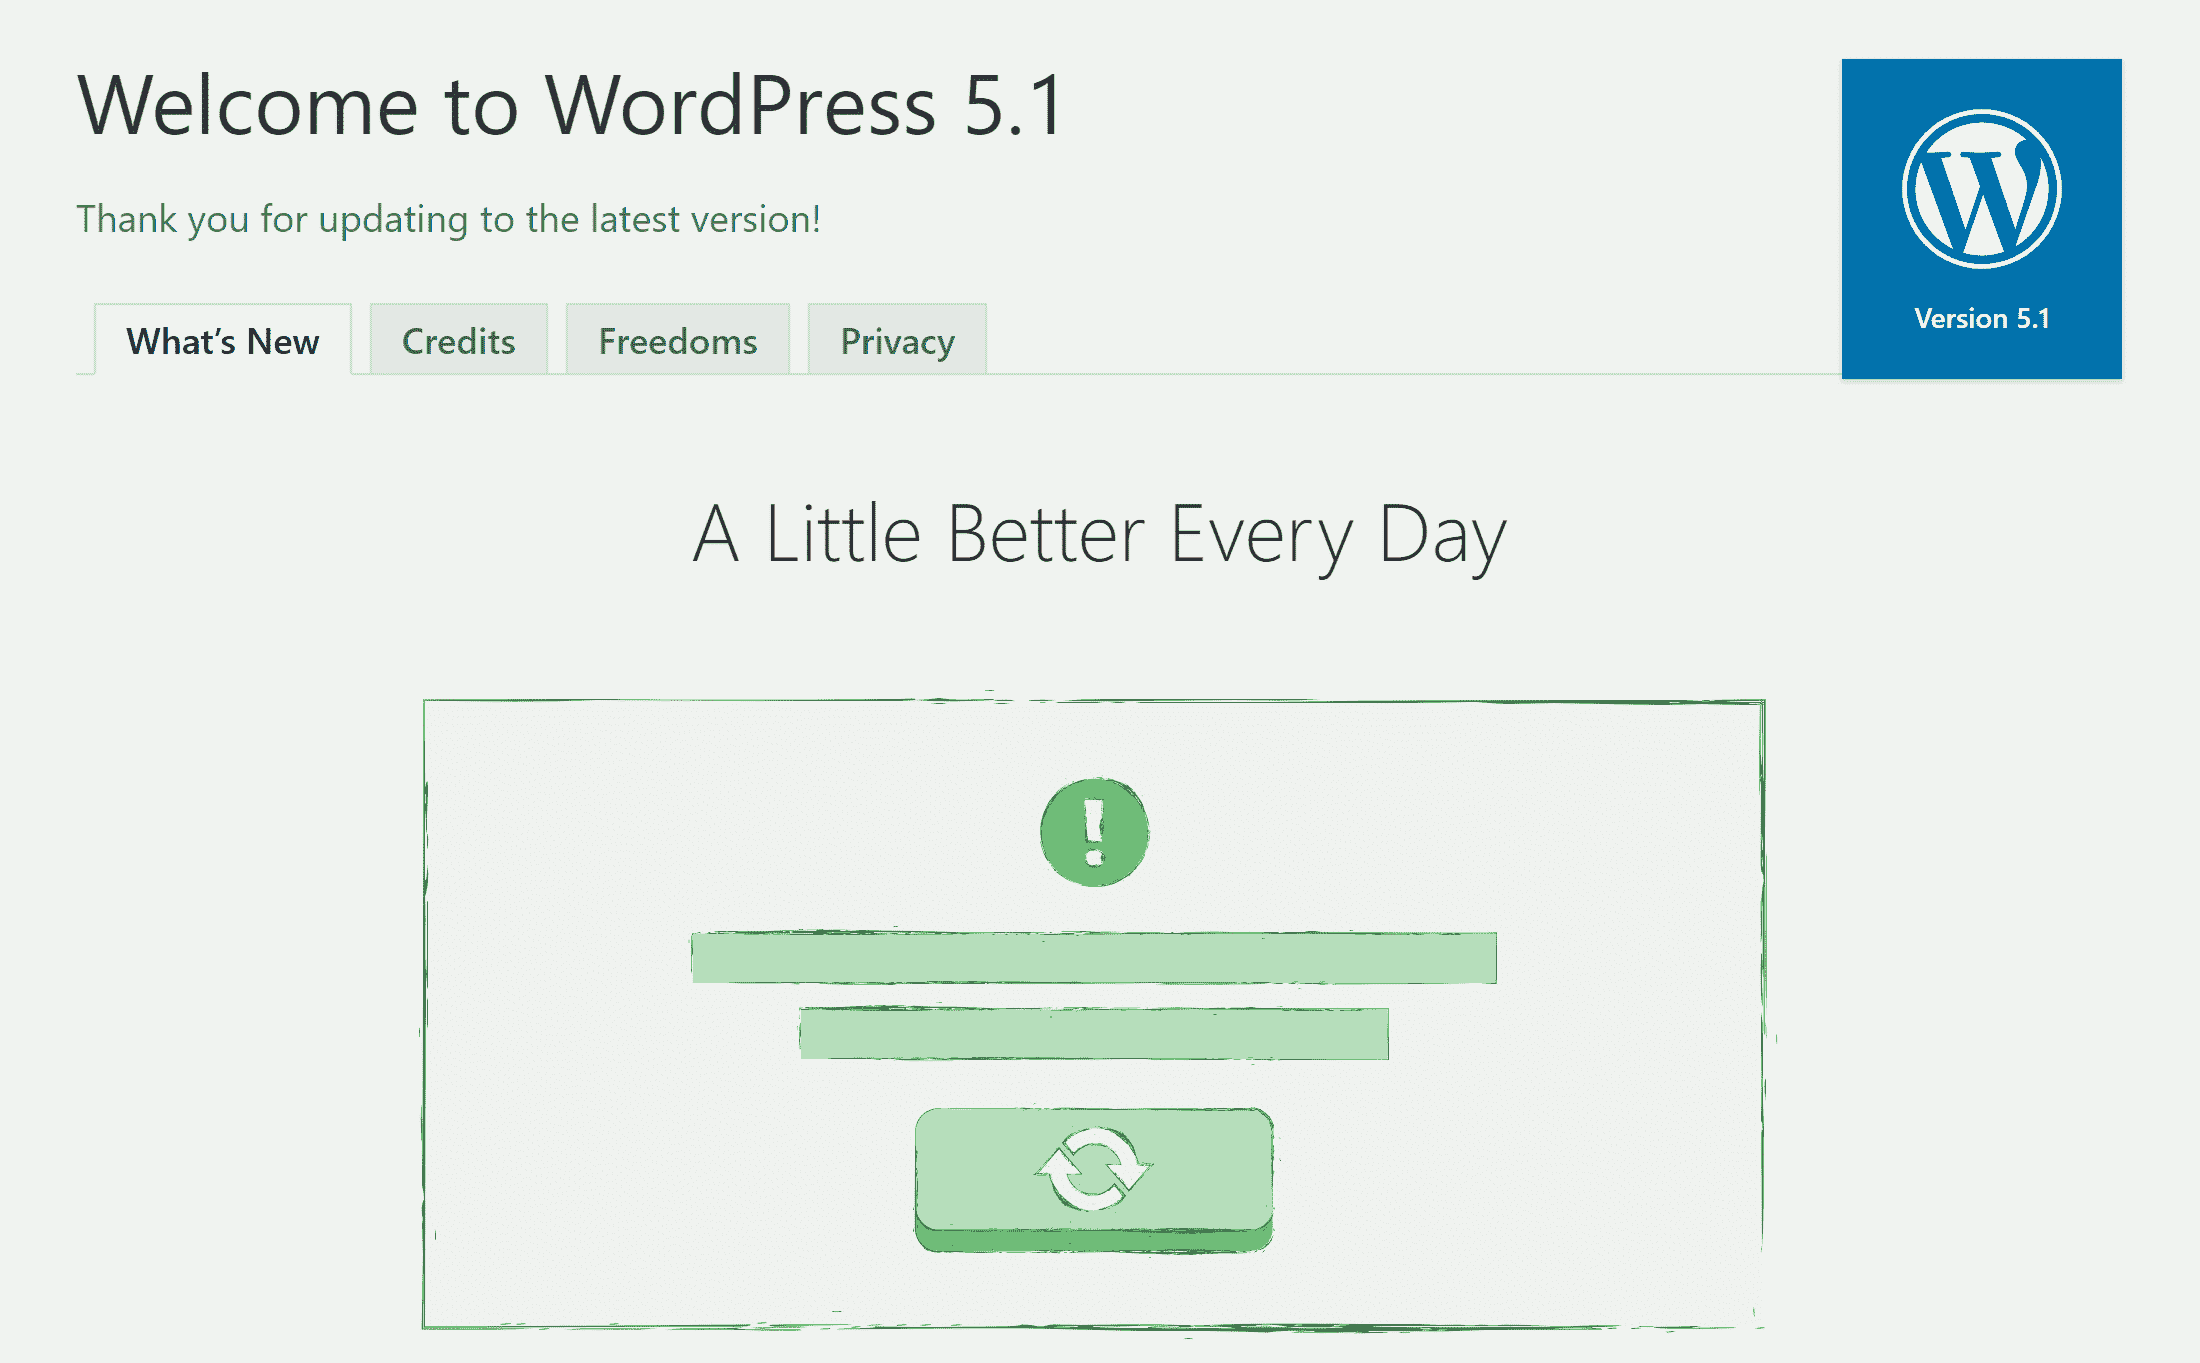 Welcome to WordPress 5.1
Thank you for updating to the latest version!
Version 5.1
What’s New
Credits
Freedoms
Privacy
A Little Better Every Day